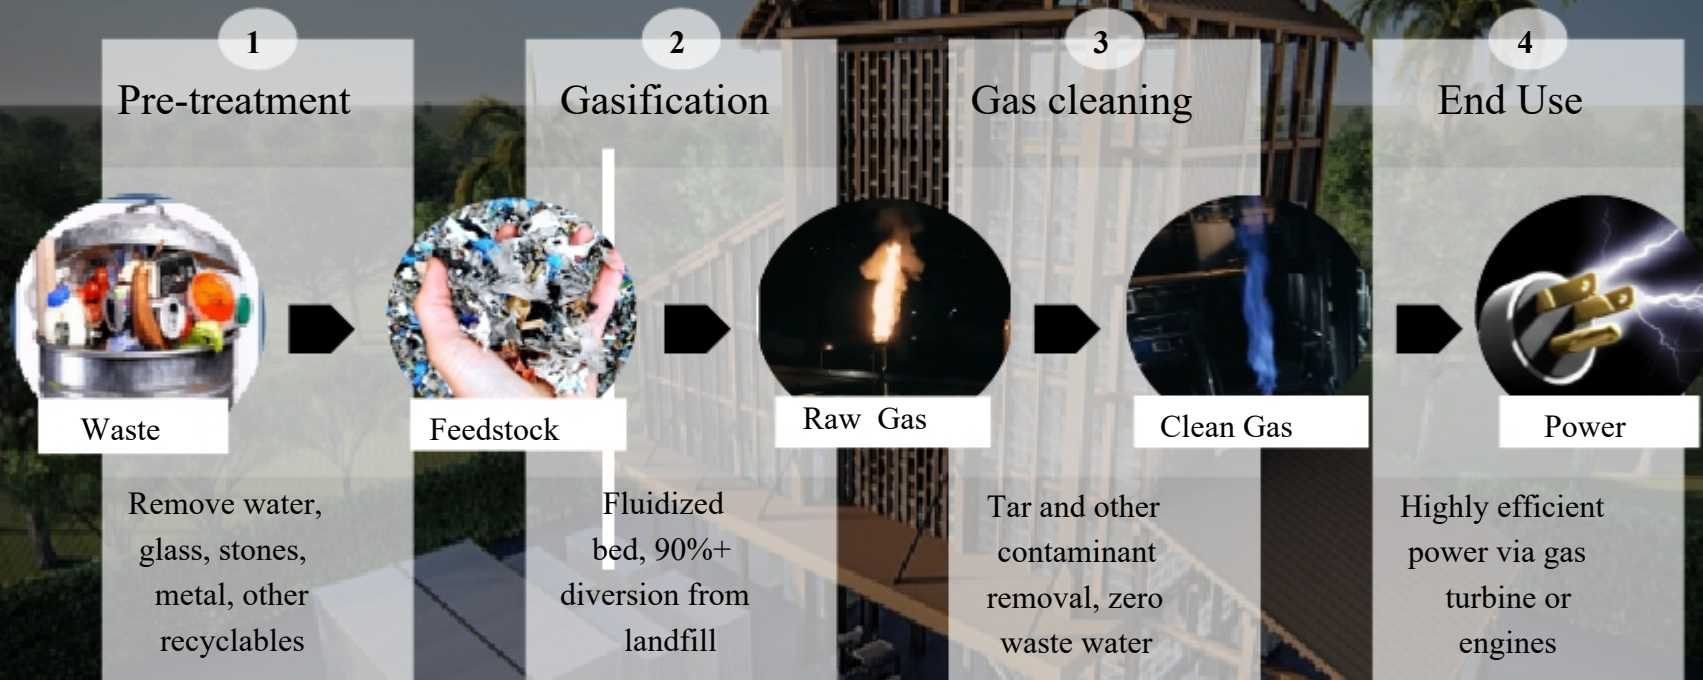 1
Pre-treatment
2
Gasification
3
Gas cleaning
4
End Use
Waste
Feedstock
Raw Gas
Clean Gas
Power
Remove water,
glass, stones,
metal, other
recyclables
Fluidized
bed, 90%+
diversion from
landfill
Tar and other
contaminant
removal, zero
waste water
Highly efficient
power via gas
turbine or
engines